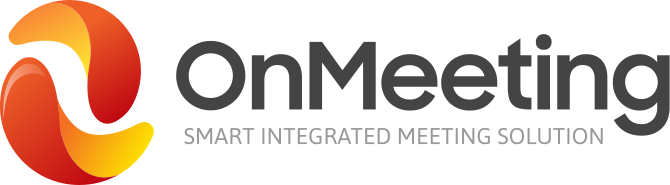 OnMeeting
SMART INTEGRATED MEETING SOLUTION